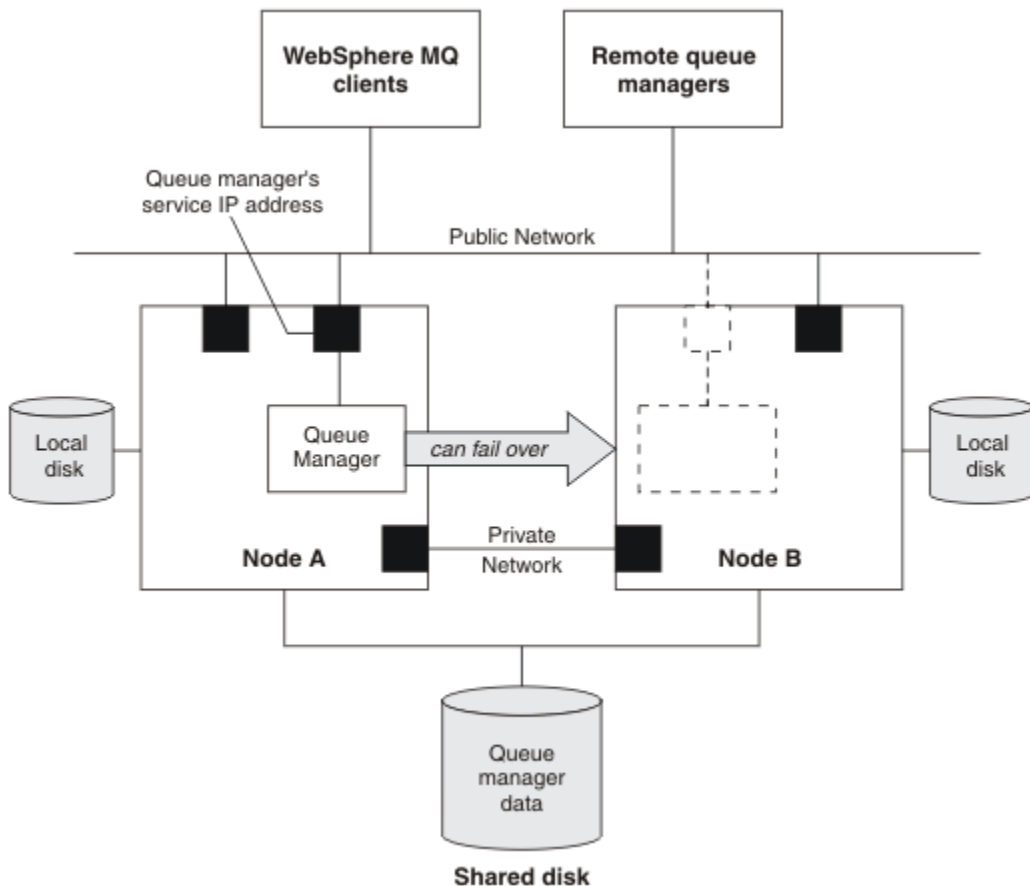 WebSphere MQ
clients
Remote queue
managers
Queue manager's
service IP address
Public Network
Local
disk
Queue
Manager
can fail over
Local
disk
Node A
Private
Network
Node B
Queue
manager
data
Shared disk